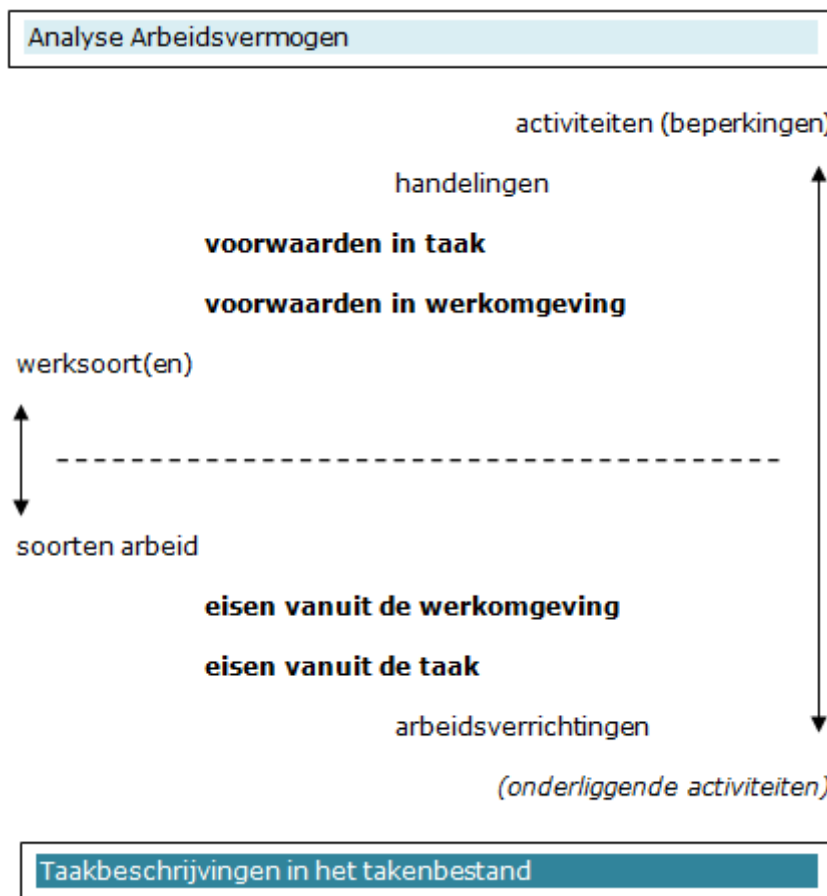 Analyse Arbeidsvermogen
activiteiten (beperkingen)
handelingen
voorwaarden in taak
voorwaarden in werkomgeving
werksoort(en)
soorten arbeid
eisen vanuit de werkomgeving
eisen vanuit de taak
arbeidsverrichtingen
(onderliggende activiteiten)
Taakbeschrijvingen in het takenbestand